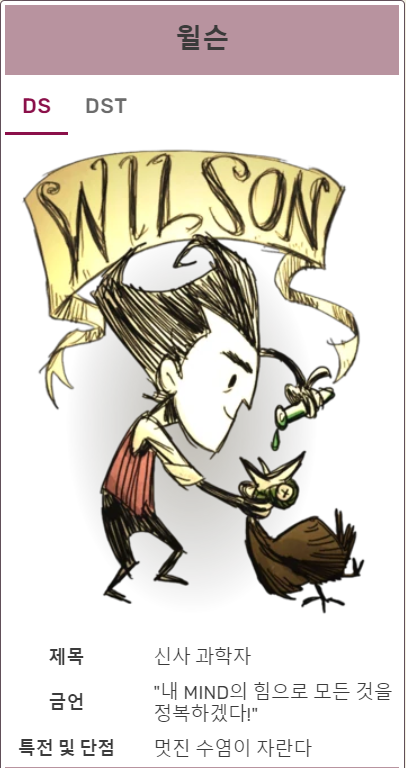 윌슨
DS DST
WILSON
제목 신사 과학자
금언 "내 MIND의 힘으로 모든 것을
정복하겠다!"
특전 및 단점 멋진 수염이 자란다